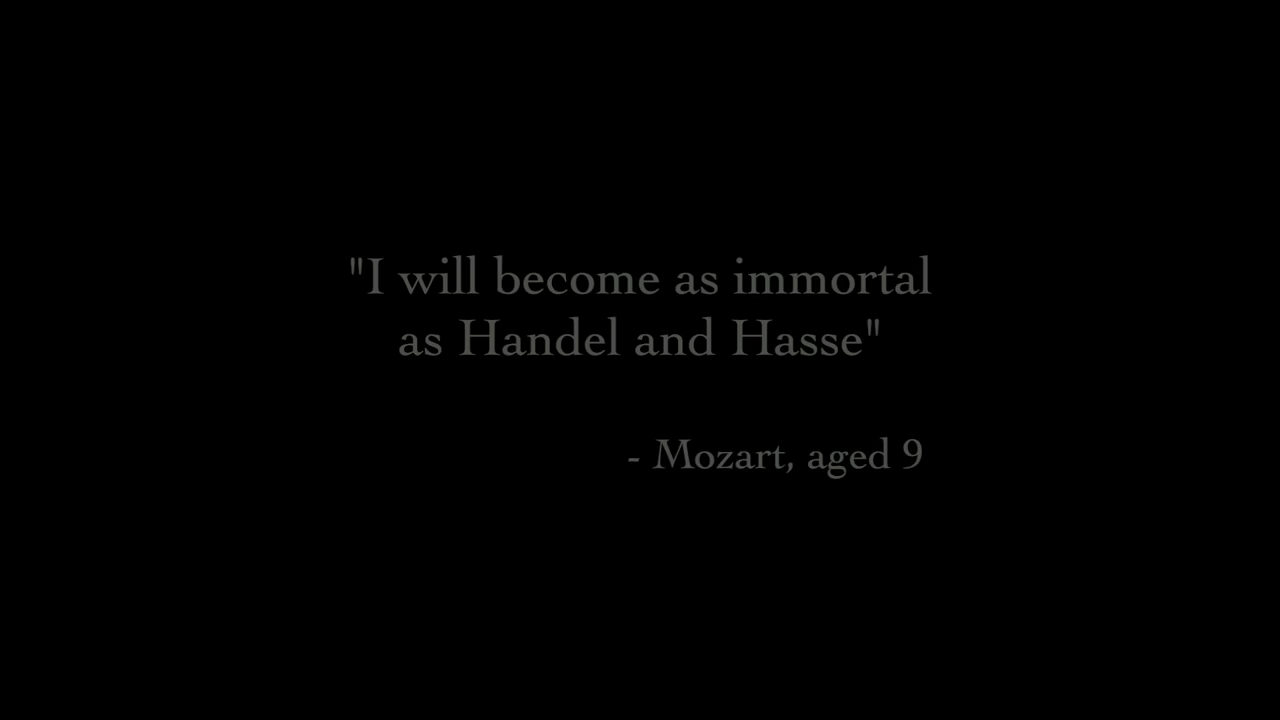 "I will become as immortal
as Handel and Hasse"
- Mozart, aged 9